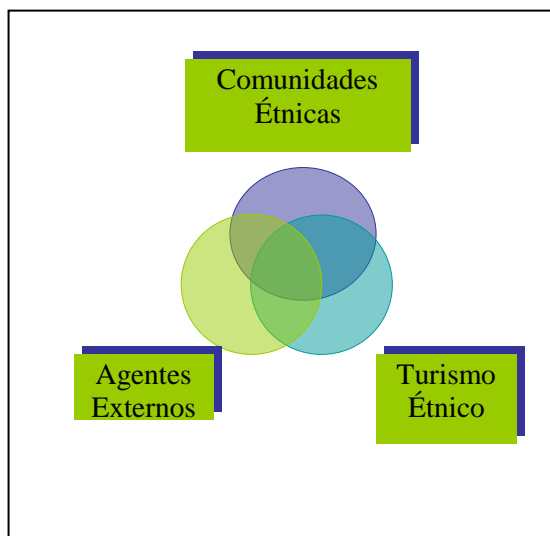 Comunidades
Étnicas
Agentes
Externos
Turismo
Étnico